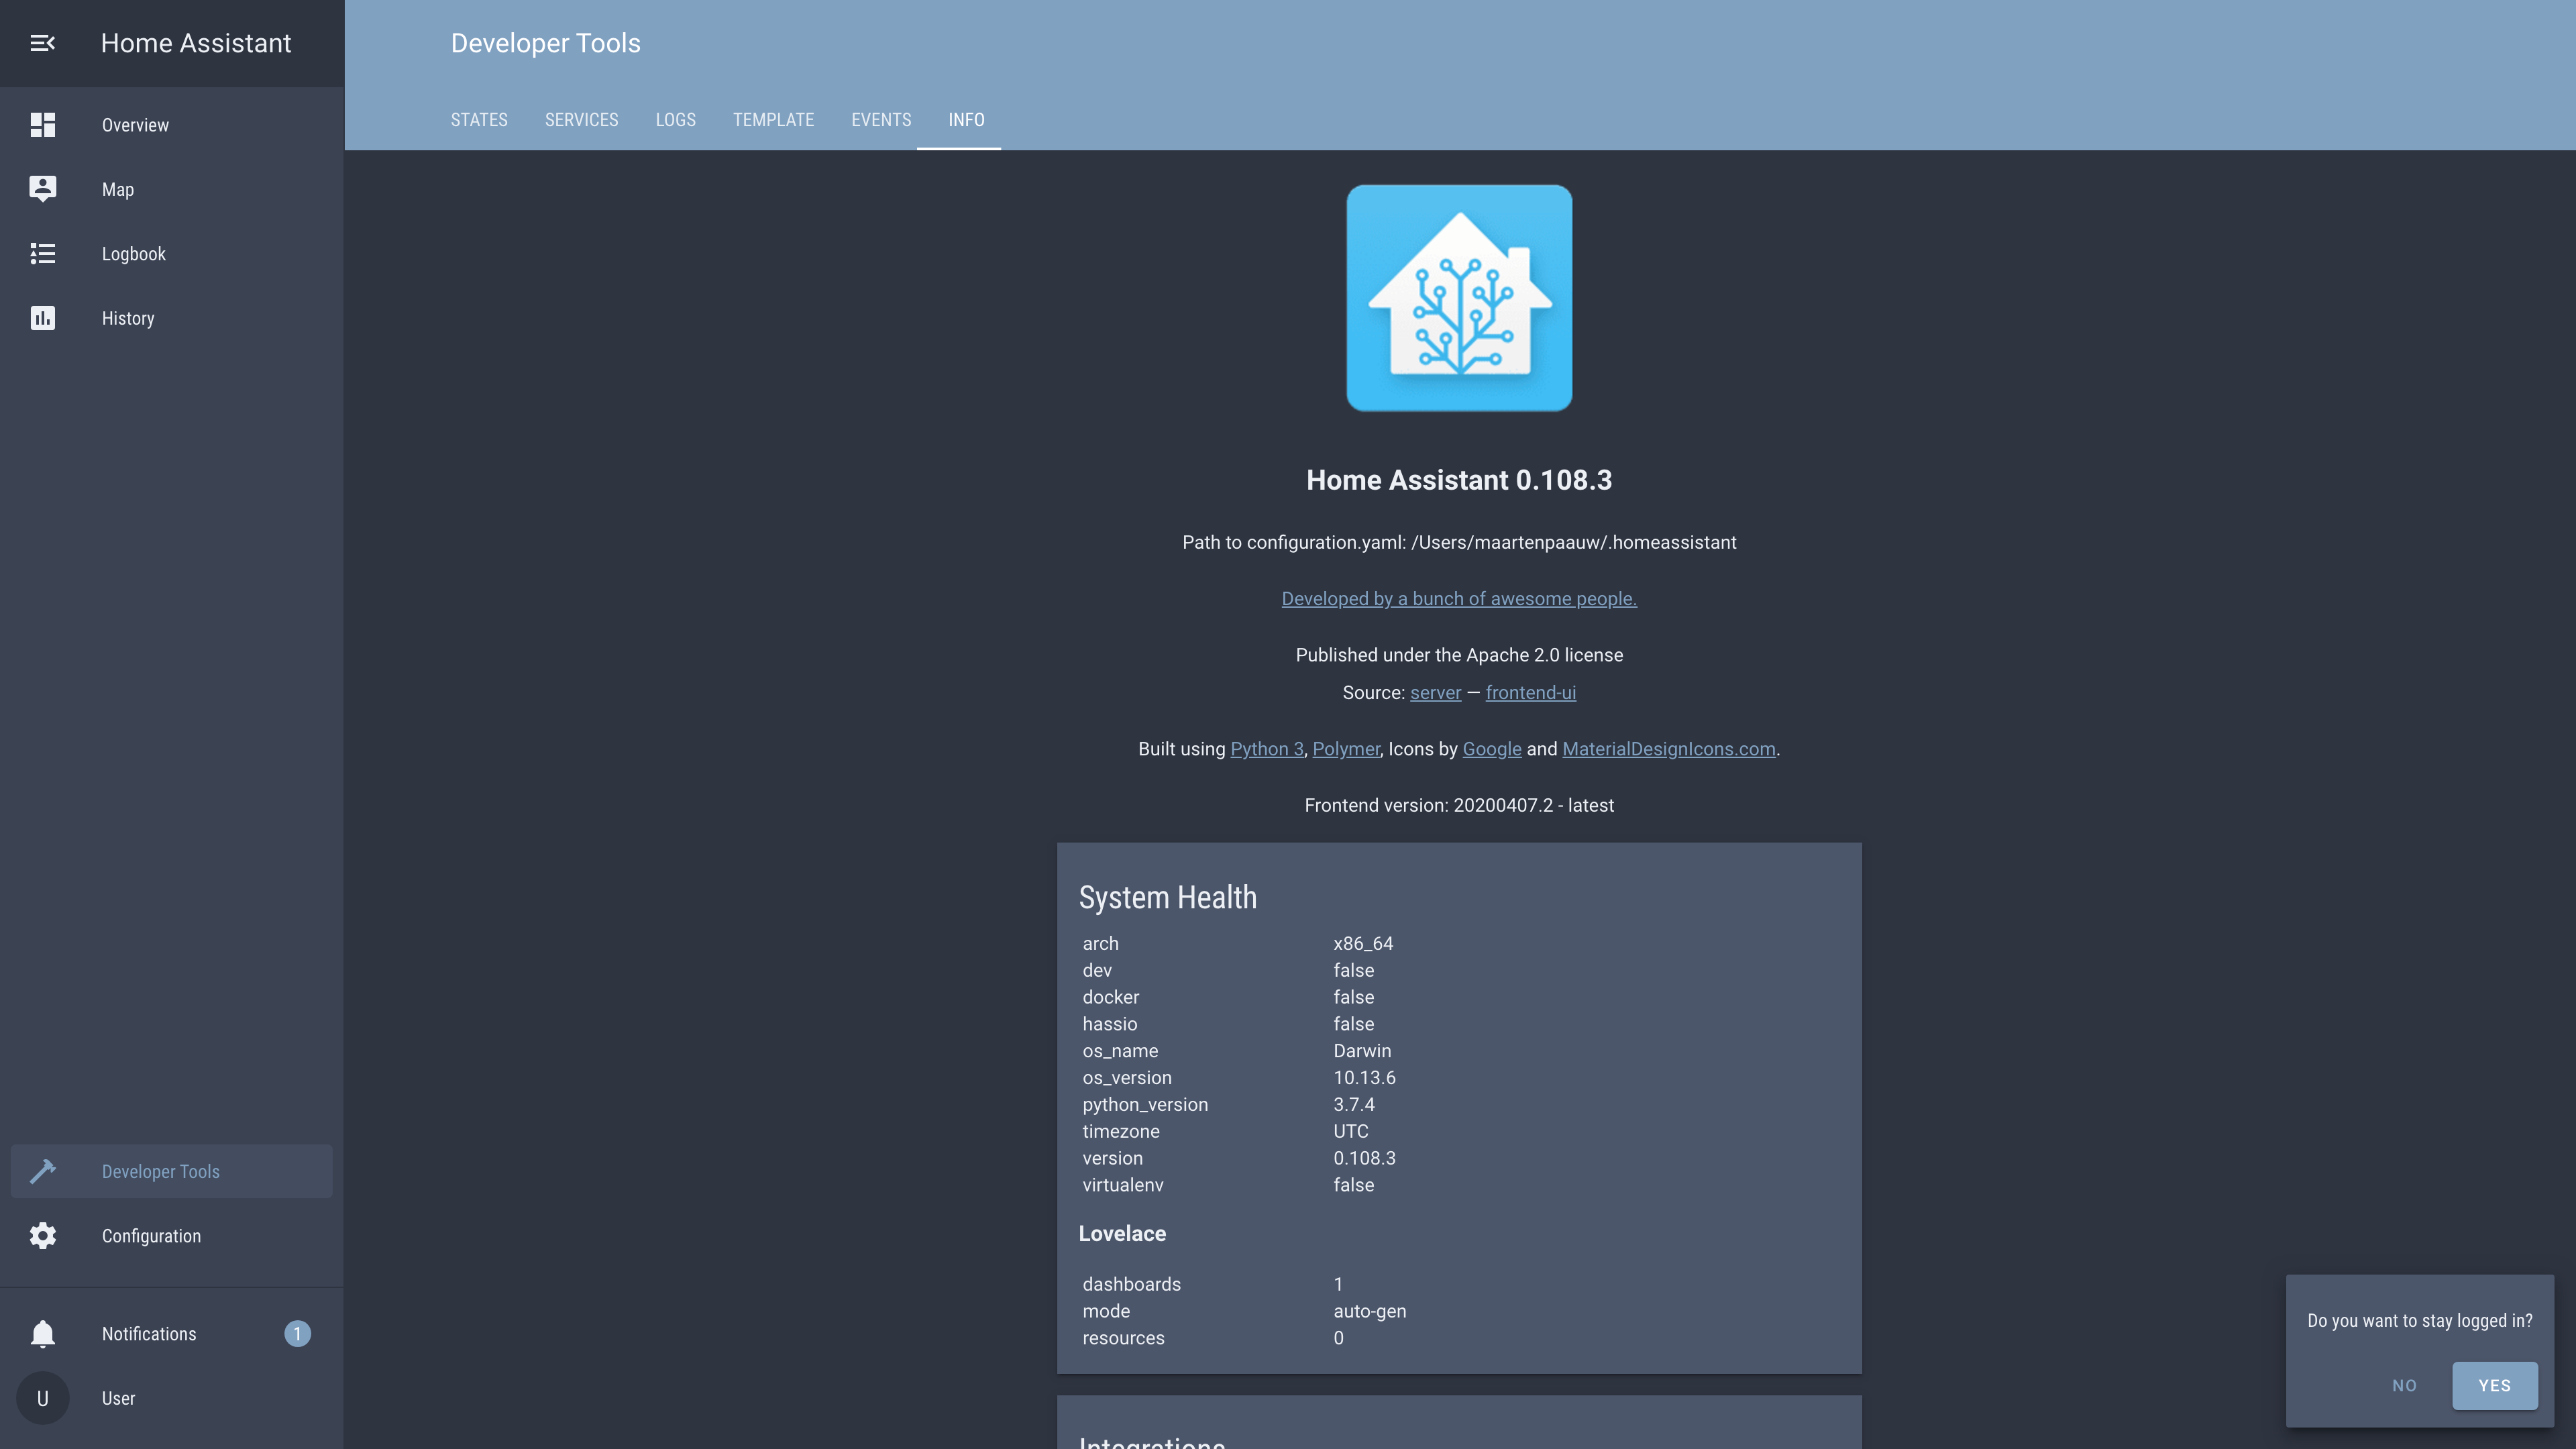 Home Assistant
Overview
Map
Logbook
History
Developer Tools
Configuration
Notifications 1
U User
Developer Tools
STATES SERVICES LOGS TEMPLATE EVENTS INFO
Home Assistant 0.108.3
Path to configuration.yaml: /Users/maartenpaauw/.homeassistant
Developed by a bunch of awesome people.
Published under the Apache 2.0 license
Source: server — frontend-ui
Built using Python 3, Polymer, Icons by Google and MaterialDesignIcons.com.
Frontend version: 20200407.2 - latest
System Health
arch x86_64
dev false
docker false
hassio false
os_name Darwin
os_version 10.13.6
python_version 3.7.4
timezone UTC
version 0.108.3
virtualenv false
Lovelace
dashboards 1
mode auto-gen
resources 0
Integrations
Do you want to stay logged in?
NO YES